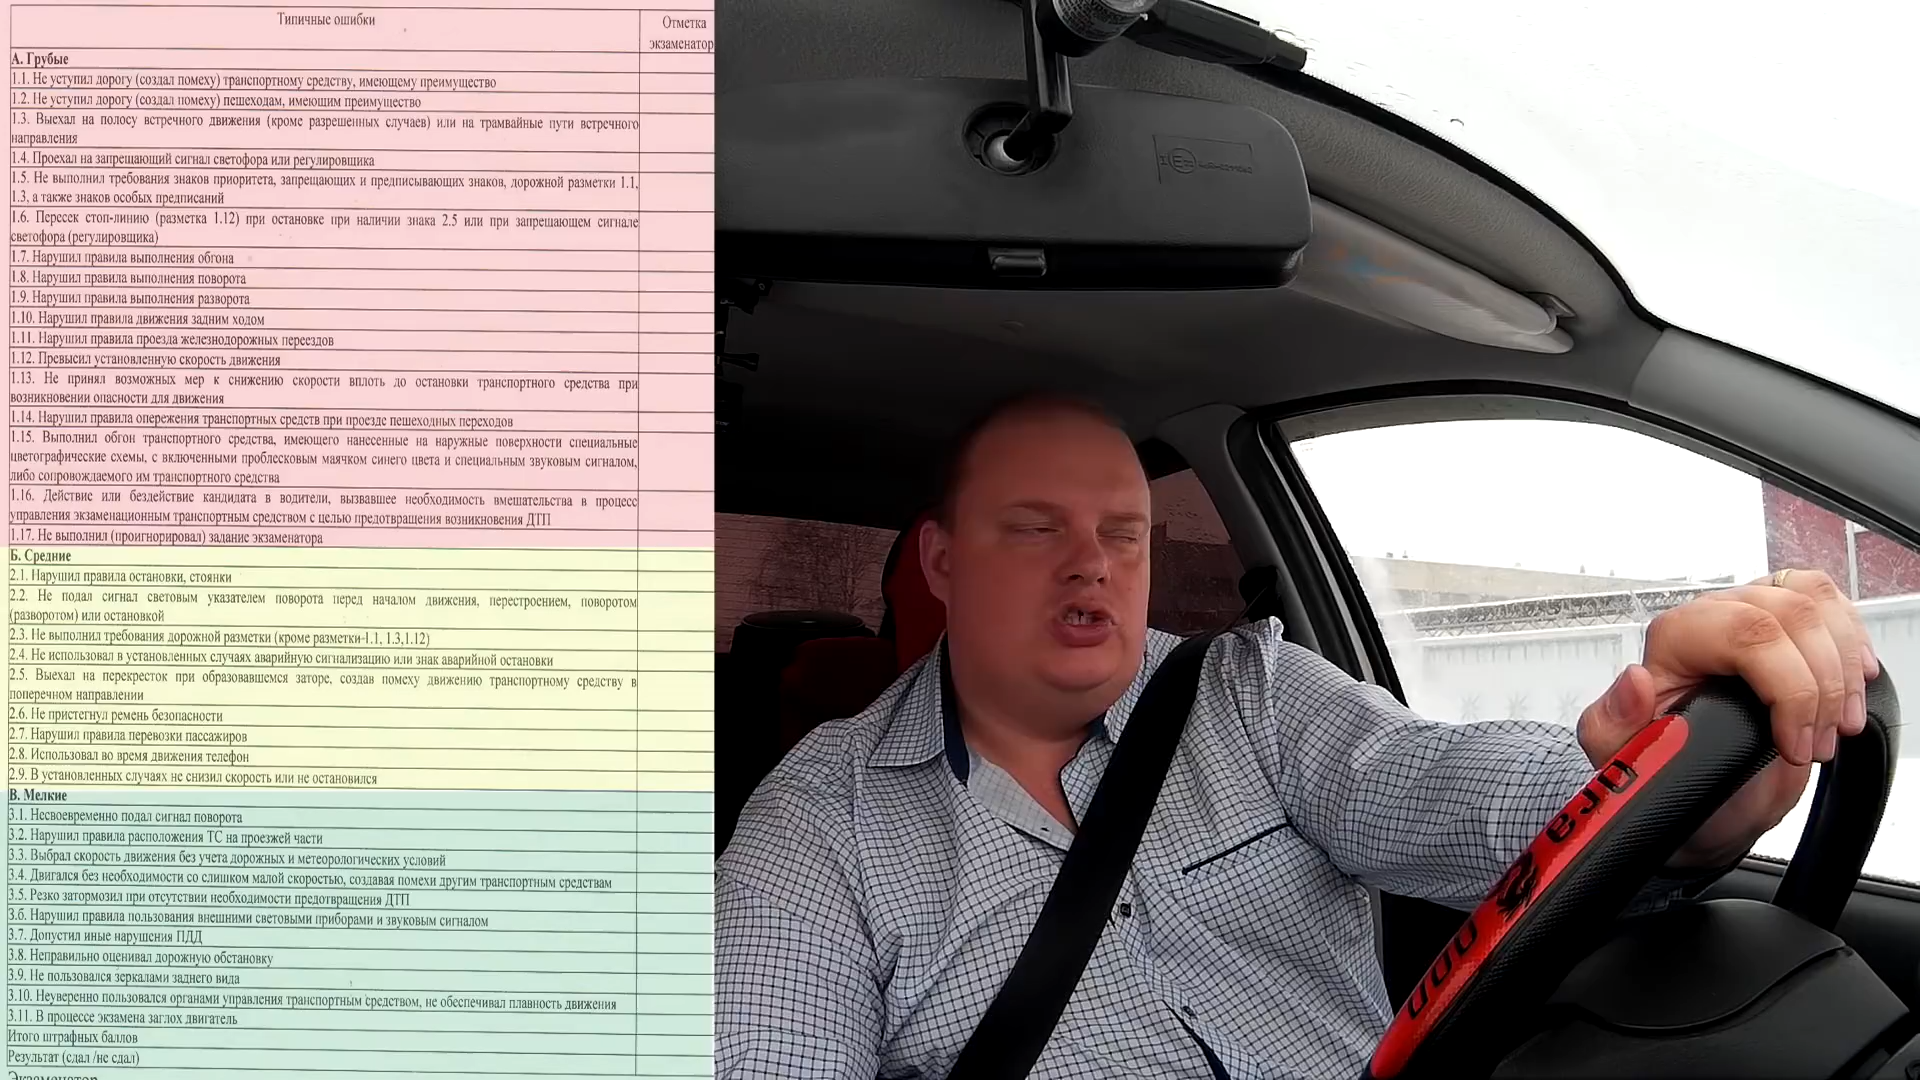 Типичные ошибки
Отметка
экзаменатор
А. Грубые
1.1. Не уступил дорогу (создал помеху) транспортному средству, имеющему преимущество
1.2. Не уступил дорогу (создал помеху) пешеходам, имеющим преимущество
1.3. Выехал на полосу встречного движения (кроме разрешенных случаев) или на трамвайные пути встречного
направления
1.4. Проехал на запрещающий сигнал светофора или регулировщика
1.5. Не выполнил требования знаков приоритета, запрещающих и предписывающих знаков, дорожной разметки 1.1,
1.3, а также знаков особых предписаний
1.6. Пересек стоп-линию (разметка 1.12) при остановке при наличии знака 2.5 или при запрещающем сигнале
светофора (регулировщика)
1.7. Нарушил правила выполнения обгона
1.8. Нарушил правила выполнения поворота
1.9. Нарушил правила выполнения разворота
1.10. Нарушил правила движения задним ходом
1.11. Нарушил правила проезда железнодорожных переездов
1.12. Превысил установленную скорость движения
1.13. Не принял возможных мер к снижению скорости вплоть до остановки транспортного средства при
возникновении опасности для движения
1.14. Нарушил правила опережения транспортных средств при проезде пешеходных переходов
1.15. Выполнил обгон транспортного средства, имеющего нанесенные на наружные поверхности специальные
цветографические схемы, с включенными проблесковым маячком синего цвета и специальным звуковым сигналом,
либо сопровождаемого им транспортного средства
1.16. Действие или бездействие кандидата в водители, вызвавшее необходимость вмешательства в процесс
управления экзаменационным транспортным средством с целью предотвращения возникновения ДТП
1.17. Не выполнил (проигнорировал) задание экзаменатора
Б. Средние
2.1. Нарушил правила остановки, стоянки
2.2. Не подал сигнал световым указателем поворота перед началом движения, перестроением, поворотом
(разворотом) или остановкой
2.3. Не выполнил требования дорожной разметки (кроме разметки 1.1, 1.3,1.12)
2.4. Не использовал в установленных случаях аварийную сигнализацию или знак аварийной остановки
2.5. Выехал на перекресток при образовавшемся заторе, создав помеху движению транспортному средству в
поперечном направлении
2.6. Не пристегнул ремень безопасности
2.7. Нарушил правила перевозки пассажиров
2.8. Использовал во время движения телефон
2.9. В установленных случаях не снизил скорость или не остановился
В. Мелкие
3.1. Несвоевременно подал сигнал поворота
3.2. Нарушил правила расположения ТС на проезжей части
3.3. Выбрал скорость движения без учета дорожных и метеорологических условий
3.4. Двигался без необходимости со слишком малой скоростью, создавая помехи другим транспортным средствам
3.5. Резко затормозил при отсутствии необходимости предотвращения ДТП
3.6. Нарушил правила пользования внешними световыми приборами и звуковым сигналом
3.7. Допустил иные нарушения ПДД
3.8. Неправильно оценивал дорожную обстановку
3.9. Не пользовался зеркалами заднего вида
3.10. Неуверенно пользовался органами управления транспортным средством, не обеспечивал плавность движения
3.11. В процессе экзамена заглох двигатель
Итого штрафных баллов
Результат (сдал /не сдал)
Экзаменатор